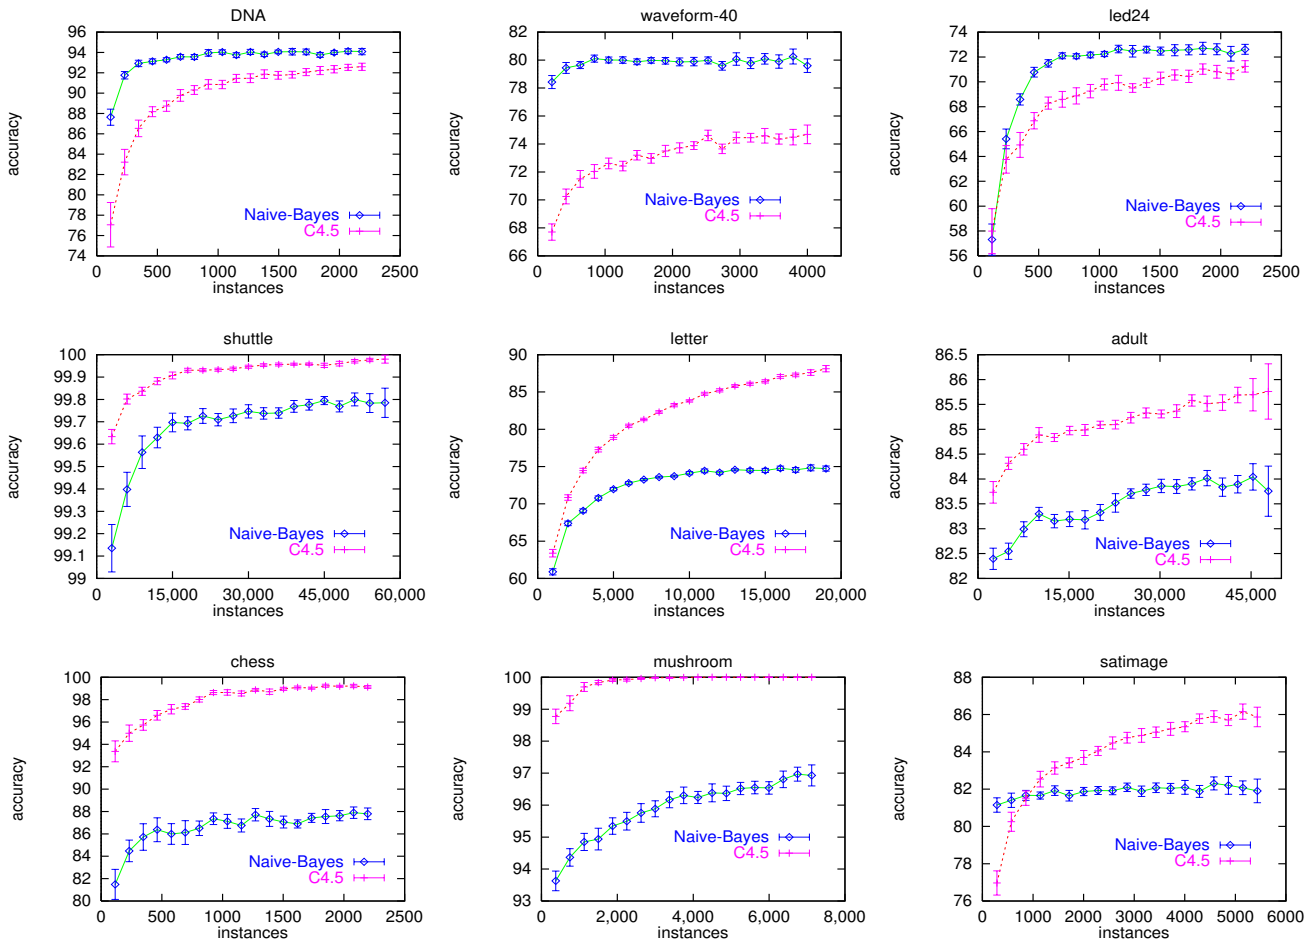 DNA
96
94
92
90
88
86
84
82
80
78
76
74
accuracy
Naive-Bayes
C4.5
0 500 1000 1500 2000 2500
instances
waveform-40
82
80
78
76
74
72
70
68
66
accuracy
Naive-Bayes
C4.5
0 1000 2000 3000 4000
instances
led24
74
72
70
68
66
64
62
60
58
56
accuracy
Naive-Bayes
C4.5
0 500 1000 1500 2000 2500
instances
shuttle
100
99.9
99.8
99.7
99.6
99.5
99.4
99.3
99.2
99.1
99
accuracy
Naive-Bayes
C4.5
0 15,000 30,000 45,000 60,000
instances
letter
90
85
80
75
70
65
60
accuracy
Naive-Bayes
C4.5
0 5,000 10,000 15,000 20,000
instances
adult
86.5
86
85.5
85
84.5
84
83.5
83
82.5
82
accuracy
Naive-Bayes
C4.5
0 15,000 30,000 45,000
instances
chess
100
98
96
94
92
90
88
86
84
82
80
accuracy
Naive-Bayes
C4.5
0 500 1000 1500 2000 2500
instances
mushroom
100
99
98
97
96
95
94
93
accuracy
Naive-Bayes
C4.5
0 2,000 4,000 6,000 8,000
instances
satimage
88
86
84
82
80
78
76
accuracy
Naive-Bayes
C4.5
0 1000 2000 3000 4000 5000 6000
instances